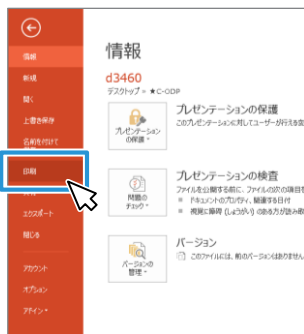 情報
新規
開く
上書き保存
名前を付けて
印刷
エクスポート
閉じる
アカウント
オプション
アドイン
情報
d3460
デスクトップ » ★C-ODP
プレゼンテーション
の保護
プレゼンテーションの保護
このプレゼンテーションに対してユーザーが行える変
問題の
チェック
プレゼンテーションの検査
ファイルを公開する前に、ファイルの次の項目を
ドキュメントのプロパティ、関連する日付
視覚に障碍 (しょうがい) のある方が読み取
バージョンの
管理
バージョン
このファイルには、前のバージョンはありません